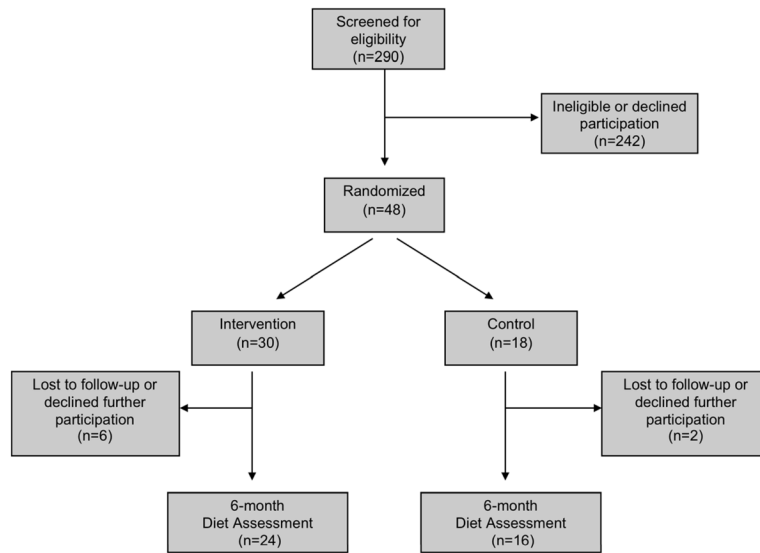 Screened for
eligibility
(n=290)
Ineligible or declined
participation
(n=242)
Randomized
(n=48)
Intervention
(n=30)
Control
(n=18)
Lost to follow-up or
declined further
participation
(n=6)
Lost to follow-up or
declined further
participation
(n=2)
6-month
Diet Assessment
(n=24)
6-month
Diet Assessment
(n=16)